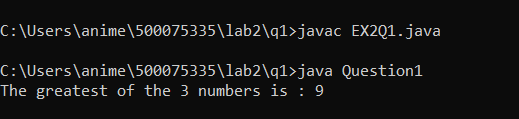 C:\Users\anime\500075335\lab2\q1>javac EX2Q1.java
C:\Users\anime\500075335\lab2\q1>java Question1
The greatest of the 3 numbers is : 9